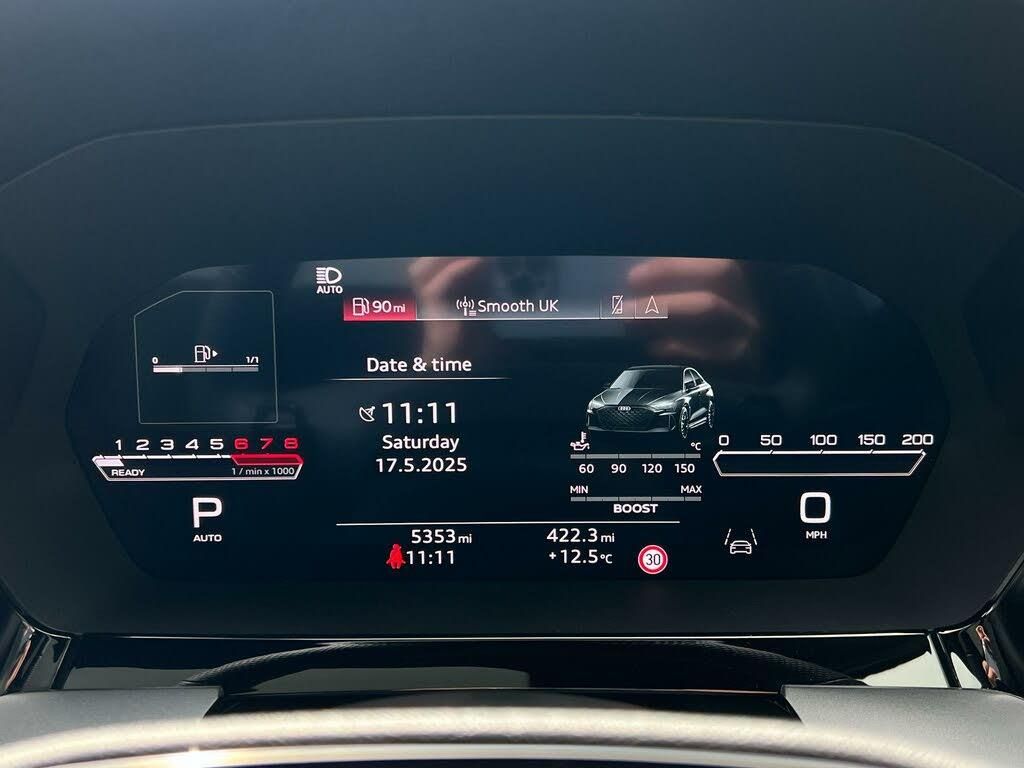 AUTO
90 mi
Smooth UK
0 1/1
Date & time
11:11
Saturday
17.5.2025
1 2 3 4 5 6 7 8
READY 1 / min x 1000
P
AUTO
°C
60 90 120 150
MIN MAX
BOOST
0 50 100 150 200
0
MPH
5353 mi 422.3 mi
11:11 +12.5 °C
30